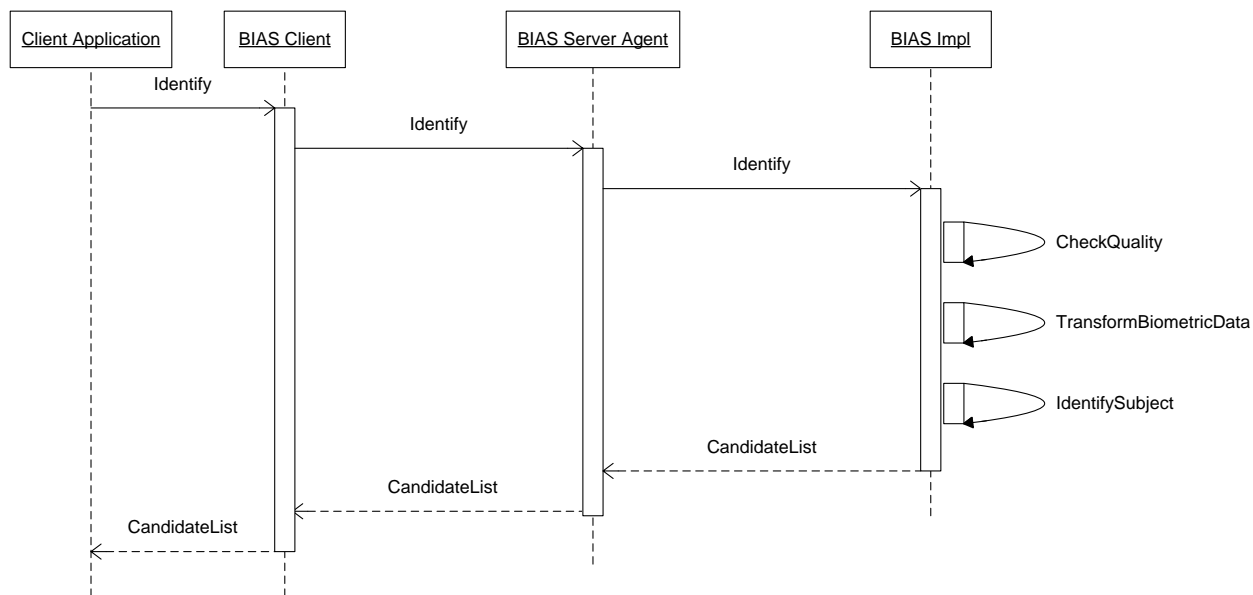 Client Application
BIAS Client
BIAS Server Agent
BIAS Impl
Identify
Identify
Identify
CheckQuality
TransformBiometricData
IdentifySubject
CandidateList
CandidateList
CandidateList